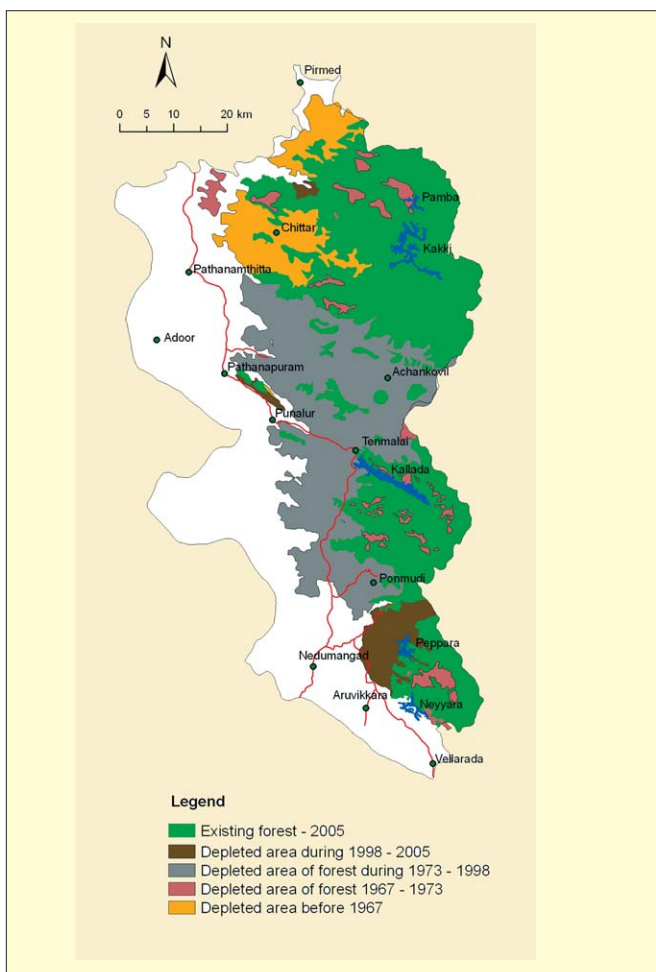 N
0 10 20 km
Pirmed
Pamba
Chittar
Kakki
Pathanamthitta
Adoor
Pathanapuram
Achankovil
Punalur
Tenmalal
Kallada
Ponmudi
Peppara
Nedumangad
Aruvikkara
Neyyara
Vellarada
Legend
Existing forest - 2005
Depleted area during 1998 - 2005
Depleted area of forest during 1973 - 1998
Depleted area of forest 1967 - 1973
Depleted area before 1967